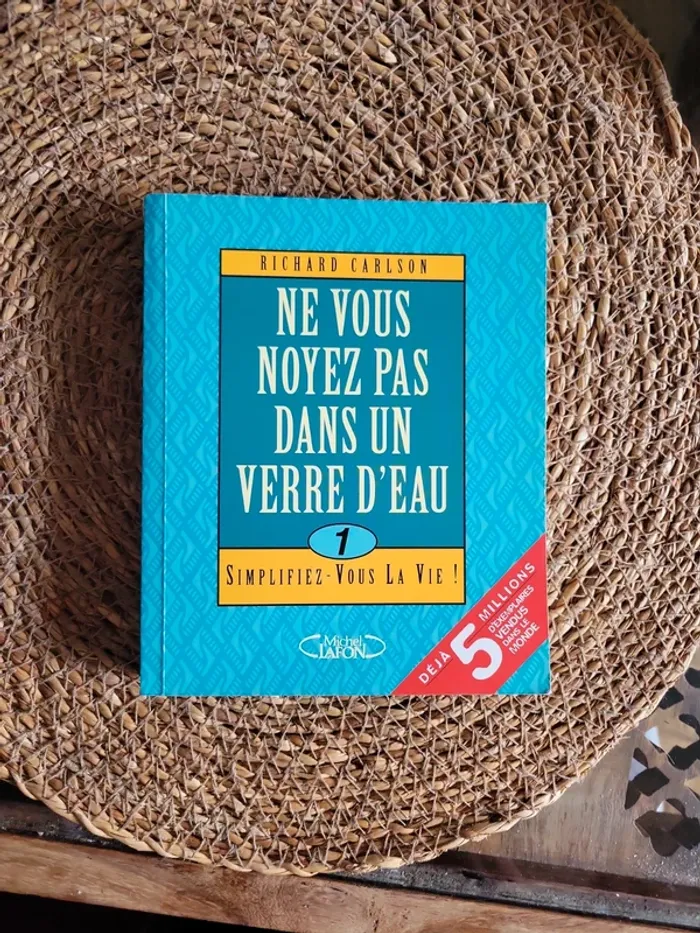 RICHARD CARLSON
NE VOUS
NOYEZ PAS
DANS UN
VERRE D'EAU
1
SIMPLIFIEZ-VOUS LA VIE !
Michel
LAFON
DÉJÀ 5 MILLIONS
D'EXEMPLAIRES
VENDUS
DANS LE
MONDE